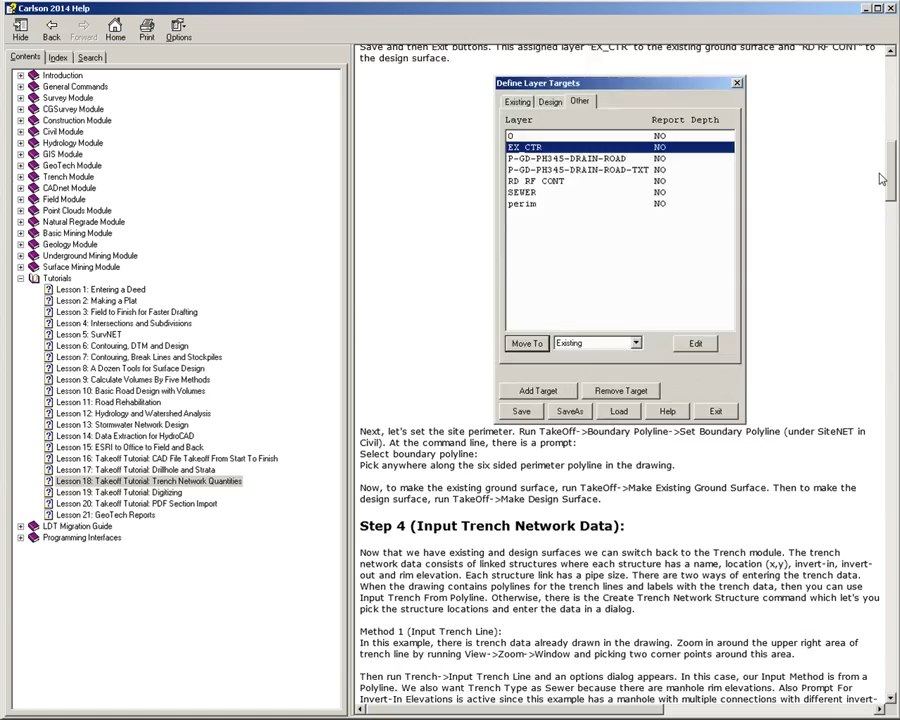 Carlson 2014 Help
Hide Back Forward Home Print Options
Contents Index Search
Introduction
General Commands
Survey Module
CGSurvey Module
Construction Module
Civil Module
Hydrology Module
GIS Module
GeoTech Module
Trench Module
CADnet Module
Field Module
Point Clouds Module
Natural Regrade Module
Basic Mining Module
Geology Module
Underground Mining Module
Surface Mining Module
Tutorials
Lesson 1: Entering a Deed
Lesson 2: Making a Plat
Lesson 3: Field to Finish for Faster Drafting
Lesson 4: Intersections and Subdivisions
Lesson 5: SurvNET
Lesson 6: Contouring, DTM and Design
Lesson 7: Contouring, Break Lines and Stockpiles
Lesson 8: A Dozen Tools for Surface Design
Lesson 9: Calculate Volumes By Five Methods
Lesson 10: Basic Road Design with Volumes
Lesson 11: Road Rehabilitation
Lesson 12: Hydrology and Watershed Analysis
Lesson 13: Stormwater Network Design
Lesson 14: Data Extraction for HydroCAD
Lesson 15: ESRI to Office to Field and Back
Lesson 16: Takeoff Tutorial: CAD File Takeoff From Start To Finish
Lesson 17: Takeoff Tutorial: Drillhole and Strata
Lesson 18: Takeoff Tutorial: Trench Network Quantities
Lesson 19: Takeoff Tutorial: Digitizing
Lesson 20: Takeoff Tutorial: PDF Section Import
Lesson 21: GeoTech Reports
LDT Migration Guide
Programming Interfaces
Save and then Exit buttons. This assigned layer "EX_CTR" to the existing ground surface and "RD RF CONT" to
the design surface.
Define Layer Targets
Existing Design Other
Layer Report Depth
0 NO
EX_CTR NO
P-GD-PH345-DRAIN-ROAD NO
P-GD-PH345-DRAIN-ROAD-TXT NO
RD RF CONT NO
SEWER NO
perim NO
Move To Existing Edit
Add Target Remove Target
Save SaveAs Load Help Exit
Next, let's set the site perimeter. Run TakeOff->Boundary Polyline->Set Boundary Polyline (under SiteNET in
Civil). At the command line, there is a prompt:
Select boundary polyline:
Pick anywhere along the six sided perimeter polyline in the drawing.
Now, to make the existing ground surface, run TakeOff->Make Existing Ground Surface. Then to make the
design surface, run TakeOff->Make Design Surface.
Step 4 (Input Trench Network Data):
Now that we have existing and design surfaces we can switch back to the Trench module. The trench
network data consists of linked structures where each structure has a name, location (x,y), invert-in, invert-
out and rim elevation. Each structure link has a pipe size. There are two ways of entering the trench data.
When the drawing contains polylines for the trench lines and labels with the trench data, then you can use
Input Trench From Polyline. Otherwise, there is the Create Trench Network Structure command which let's you
pick the structure locations and enter the data in a dialog.
Method 1 (Input Trench Line):
In this example, there is trench data already drawn in the drawing. Zoom in around the upper right area of
trench line by running View->Zoom->Window and picking two corner points around this area.
Then run Trench->Input Trench Line and an options dialog appears. In this case, our Input Method is from a
Polyline. We also want Trench Type as Sewer because there are manhole rim elevations. Also Prompt For
Invert-In Elevations is active since this example has a manhole with multiple connections with different invert-